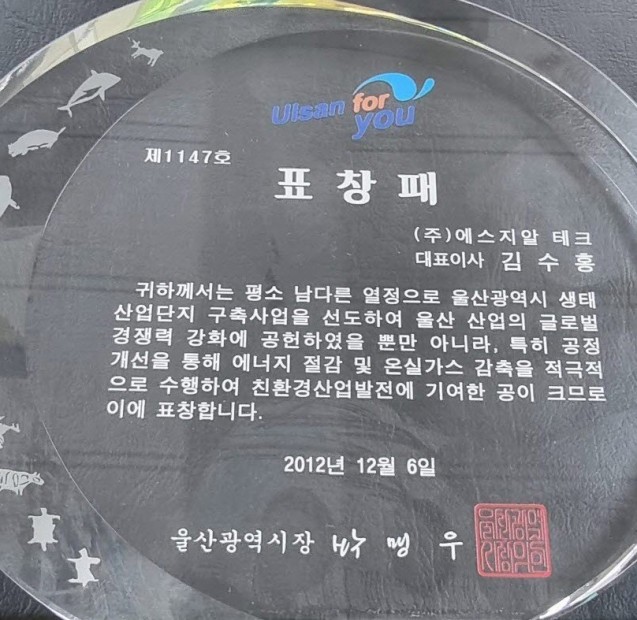 Ulsan for you
제1147호
표창패
(주)에스지알 테크
대표이사 김수홍
귀하께서는 평소 남다른 열정으로 울산광역시 생태
산업단지 구축사업을 선도하여 울산 산업의 글로벌
경쟁력 강화에 공헌하였을 뿐만 아니라, 특히 공정
개선을 통해 에너지 절감 및 온실가스 감축을 적극적
으로 수행하여 친환경산업발전에 기여한 공이 크므로
이에 표창합니다.
2012년 12월 6일
울산광역시장 박맹우